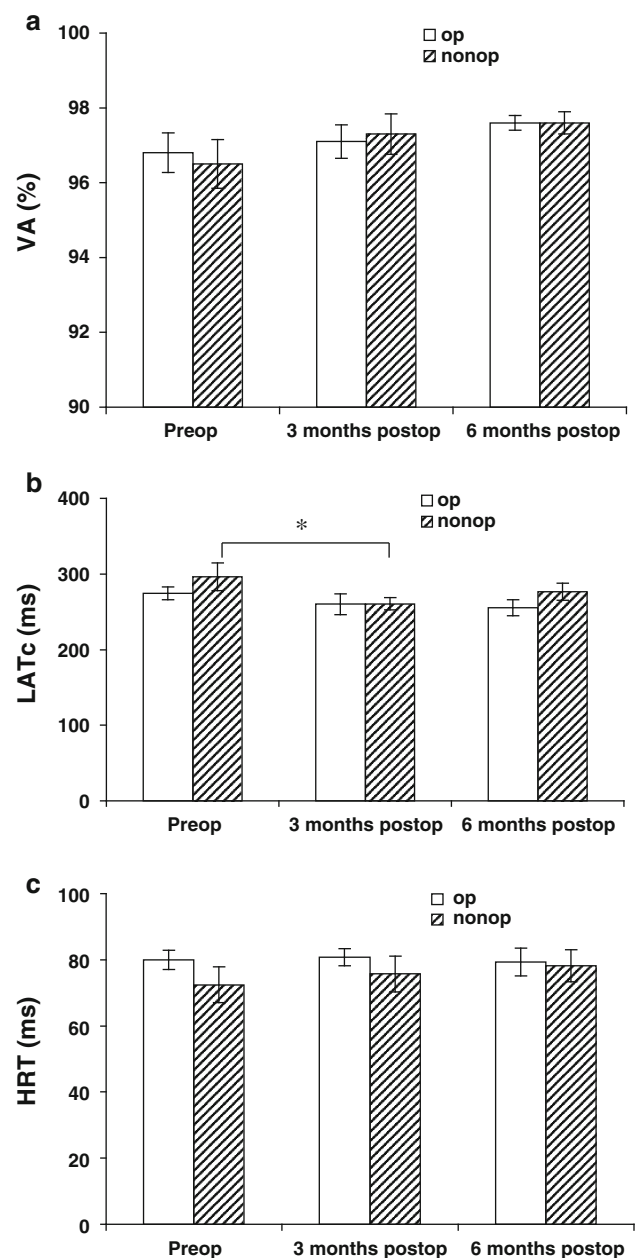 a
VA (%)
100
98
96
94
92
90
op
nonop
Preop 3 months postop 6 months postop
b
LATc (ms)
400
300
200
100
0
op
nonop
*
Preop 3 months postop 6 months postop
c
HRT (ms)
100
80
60
40
20
0
op
nonop
Preop 3 months postop 6 months postop